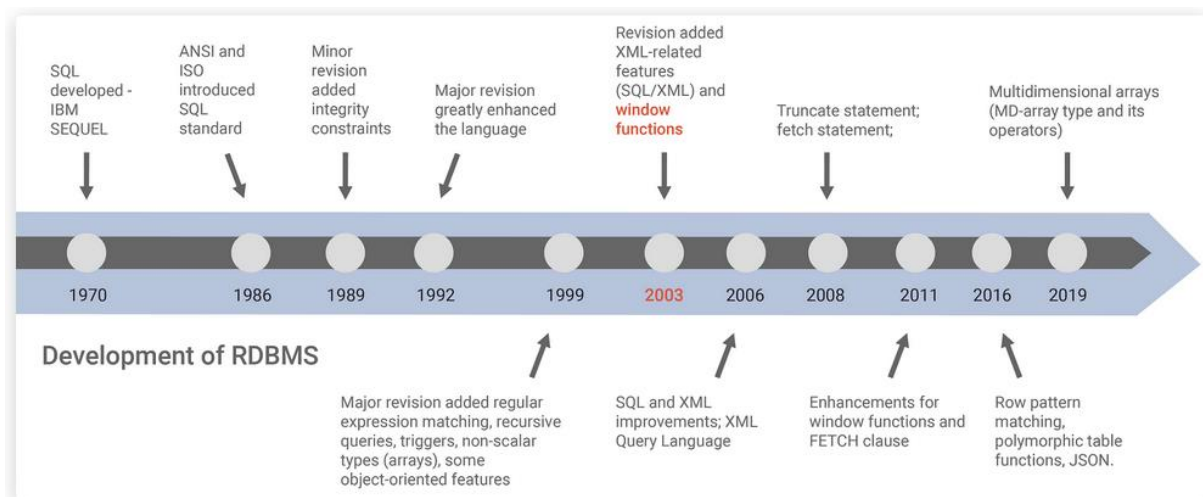 SQL
developed -
IBM
SEQUEL
ANSI and
ISO
introduced
SQL
standard
Minor
revision
added
integrity
constraints
Major revision
greatly enhanced
the language
Revision added
XML-related
features
(SQL/XML) and
window
functions
Truncate statement;
fetch statement;
Multidimensional arrays
(MD-array type and its
operators)
1970
1986
1989
1992
1999
2003
2006
2008
2011
2016
2019
Development of RDBMS
Major revision added regular
expression matching, recursive
queries, triggers, non-scalar
types (arrays), some
object-oriented features
SQL and XML
improvements; XML
Query Language
Enhancements for
window functions and
FETCH clause
Row pattern
matching,
polymorphic table
functions, JSON.